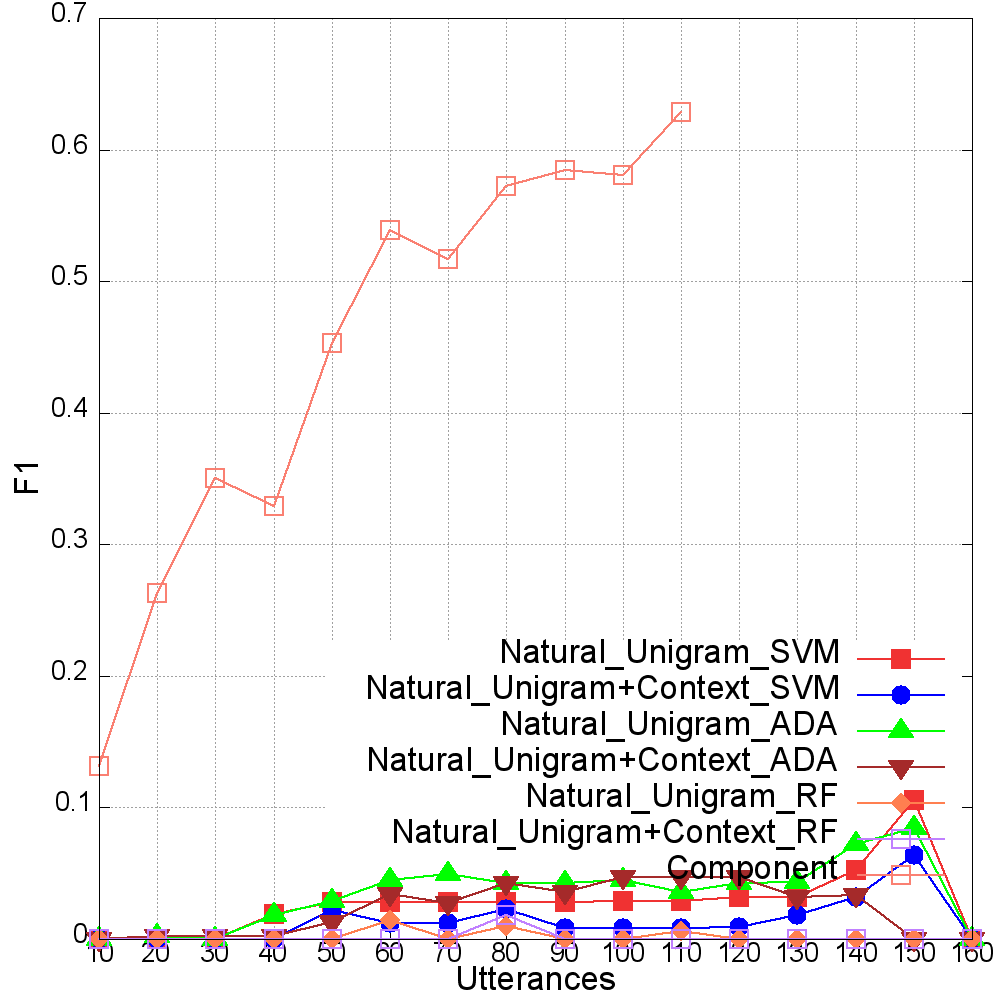 0.7
0.6
0.5
0.4
0.3
0.2
0.1
0
F1
Natural_Unigram_SVM
Natural_Unigram+Context_SVM
Natural_Unigram_ADA
Natural_Unigram+Context_ADA
Natural_Unigram_RF
Natural_Unigram+Context_RF
Component
10 20 30 40 50 60 70 80 90 100 110 120 130 140 150 160
Utterances